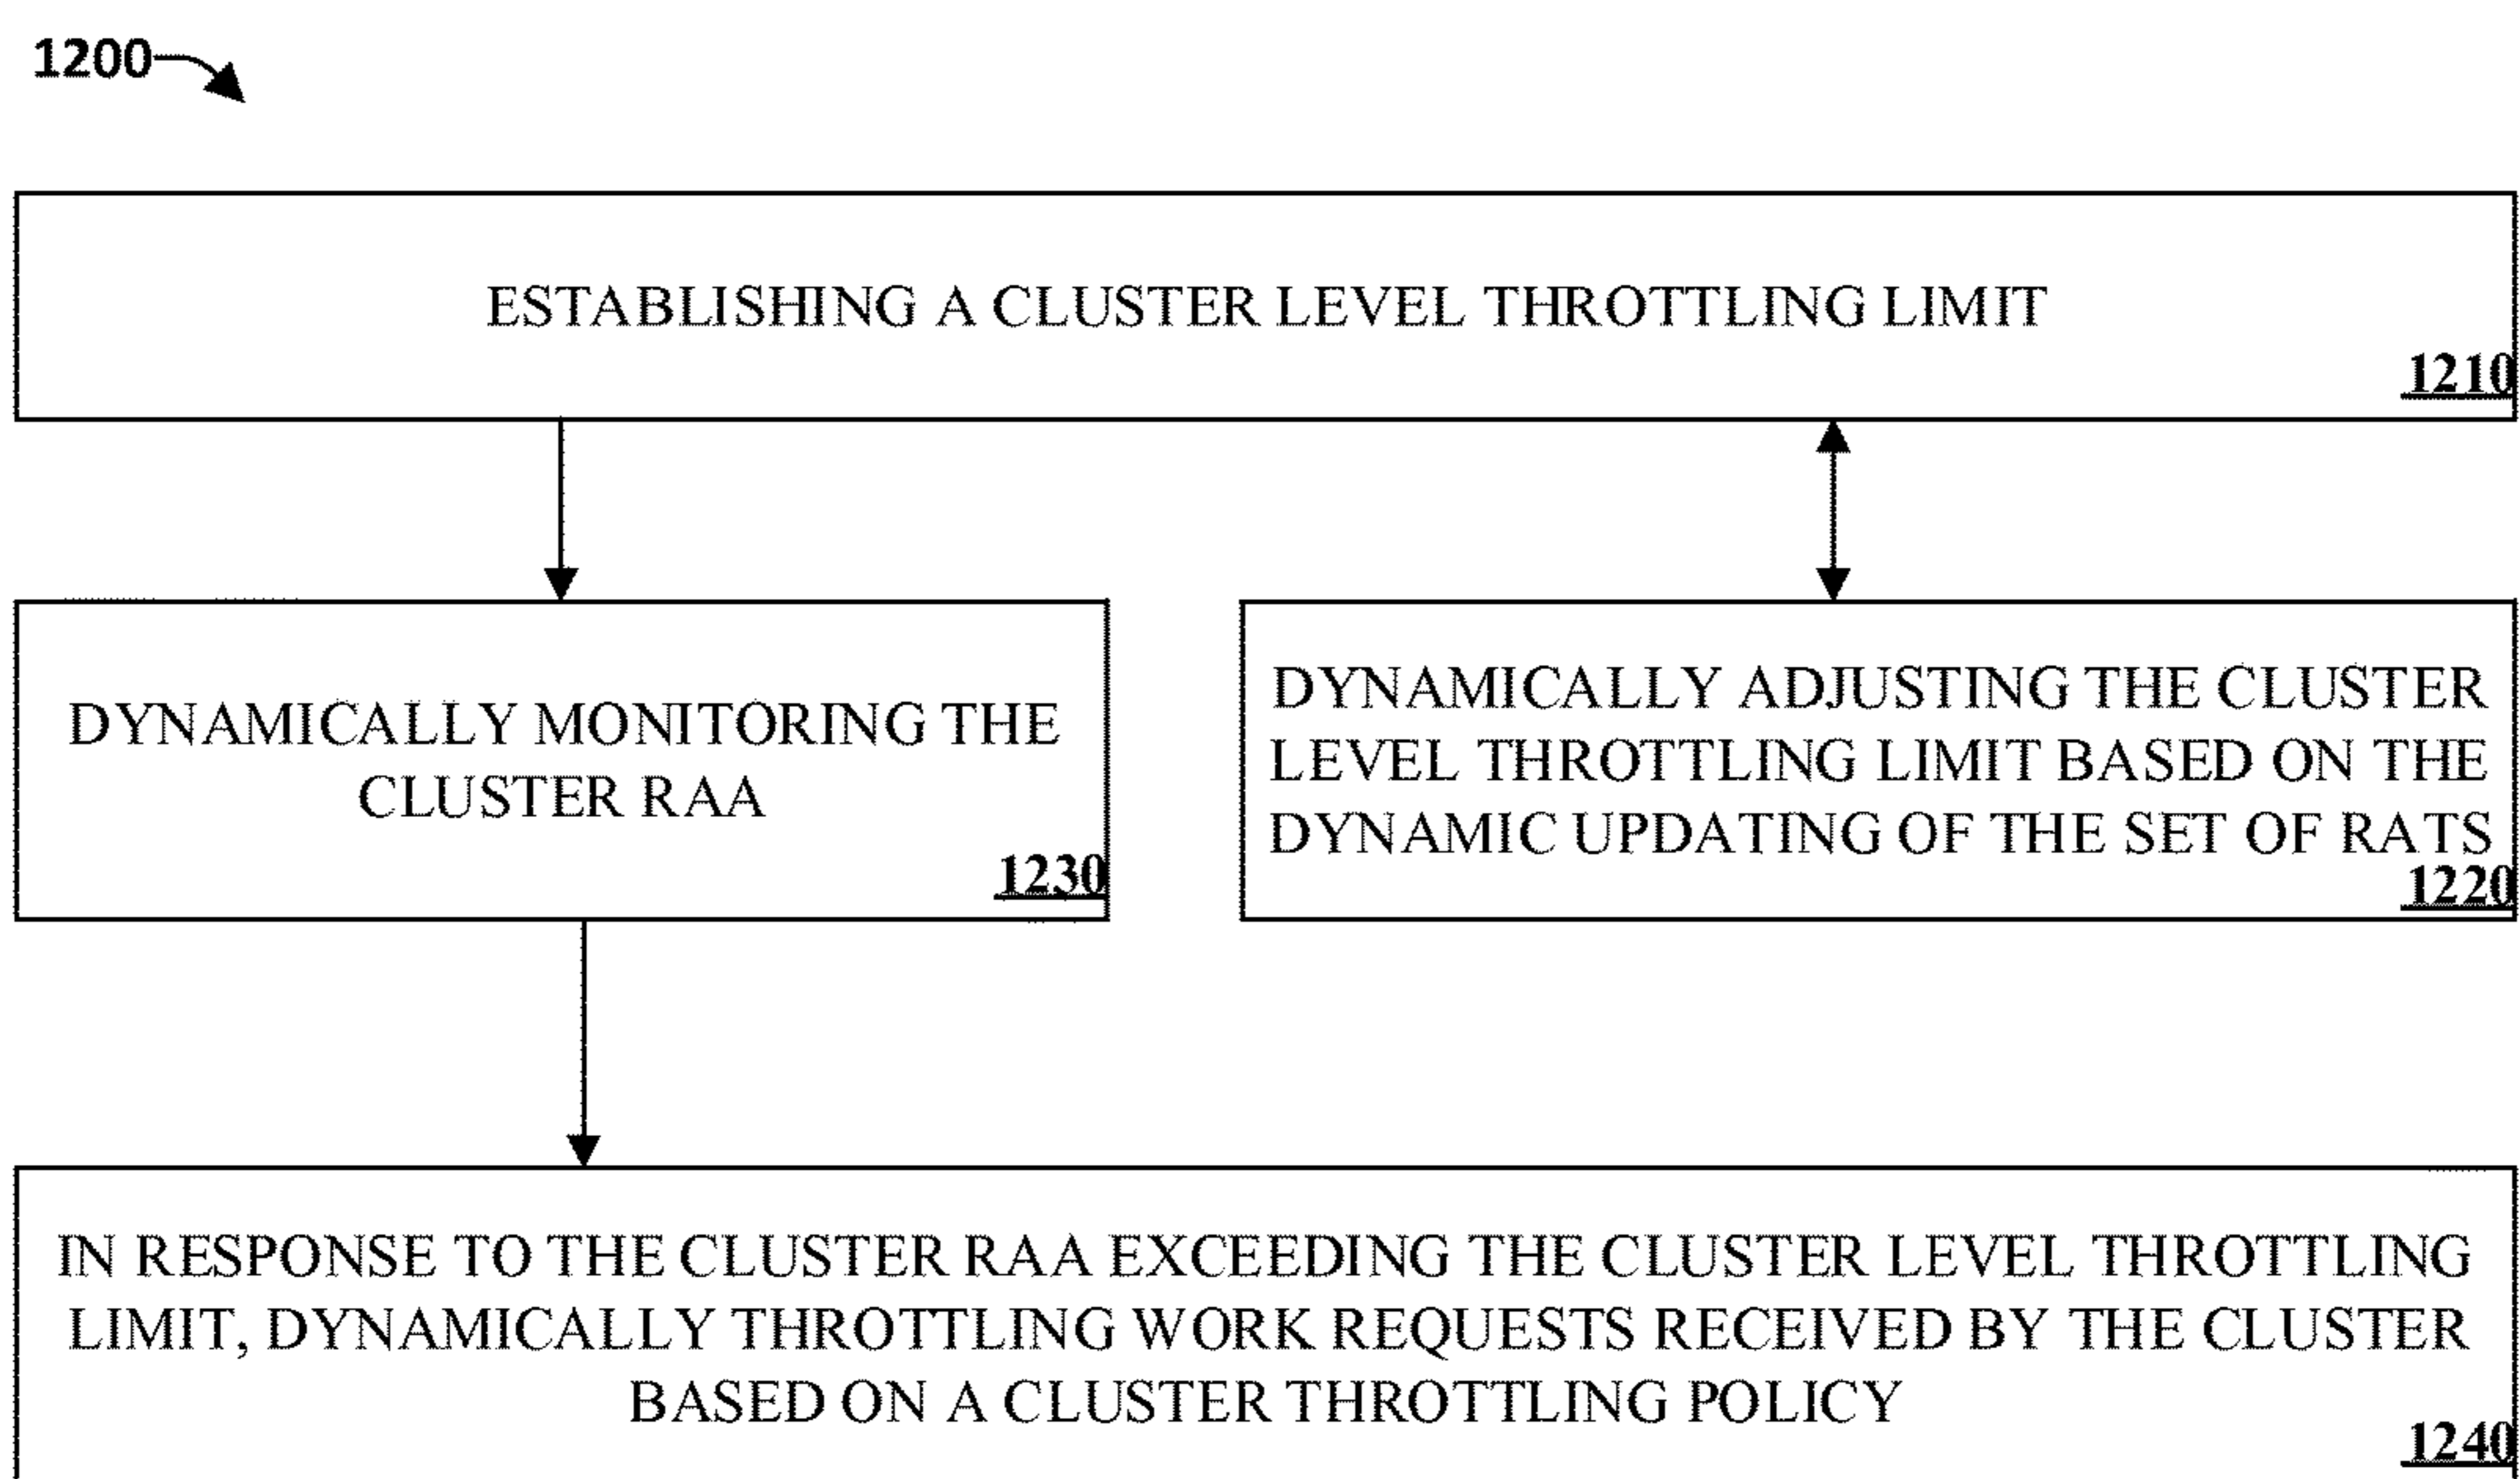 1200
ESTABLISHING A CLUSTER LEVEL THROTTLING LIMIT
1210
DYNAMICALLY MONITORING THE
CLUSTER RAA
1230
DYNAMICALLY ADJUSTING THE CLUSTER
LEVEL THROTTLING LIMIT BASED ON THE
DYNAMIC UPDATING OF THE SET OF RATS
1220
IN RESPONSE TO THE CLUSTER RAA EXCEEDING THE CLUSTER LEVEL THROTTLING
LIMIT, DYNAMICALLY THROTTLING WORK REQUESTS RECEIVED BY THE CLUSTER
BASED ON A CLUSTER THROTTLING POLICY
1240